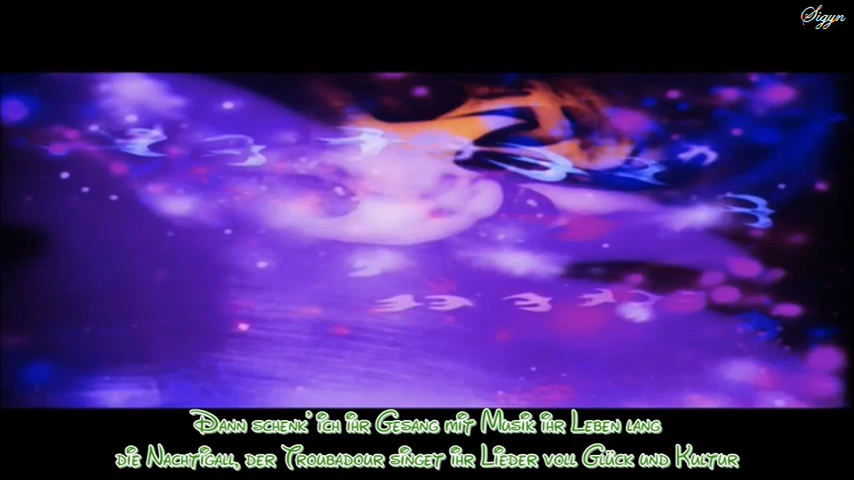 Sigyn
Dann schenk' ich ihr Gesang mit Musik ihr Leben lang
die Nachtigall, der Troubadour singet ihr Lieder voll Glück und Kultur